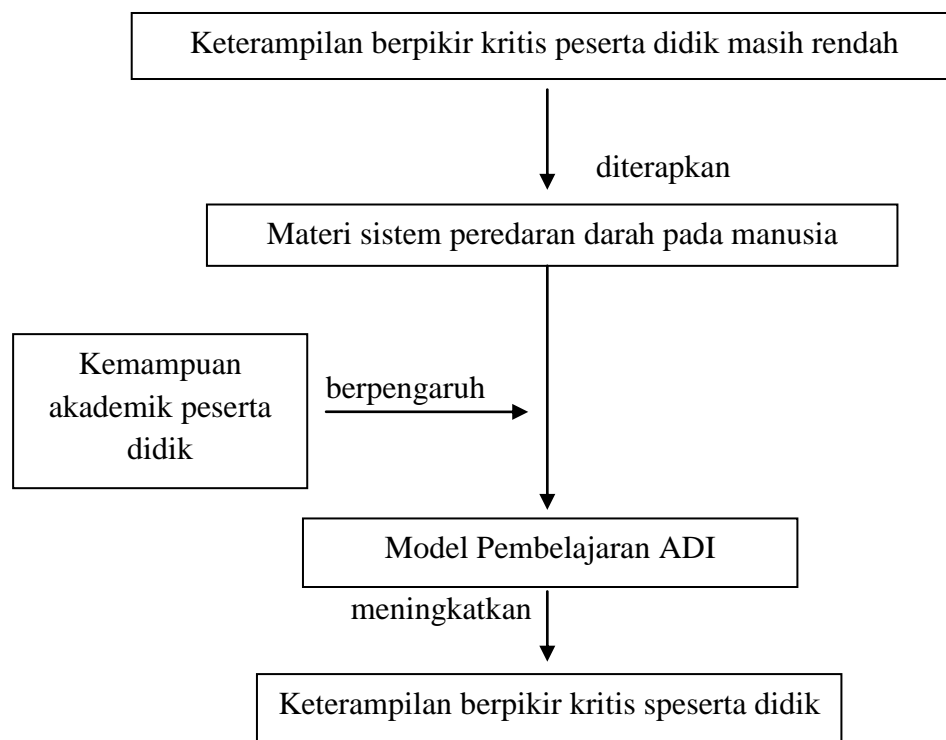 Keterampilan berpikir kritis peserta didik masih rendah
diterapkan
Materi sistem peredaran darah pada manusia
Kemampuan
akademik peserta
didik
berpengaruh
Model Pembelajaran ADI
meningkatkan
Keterampilan berpikir kritis speserta didik